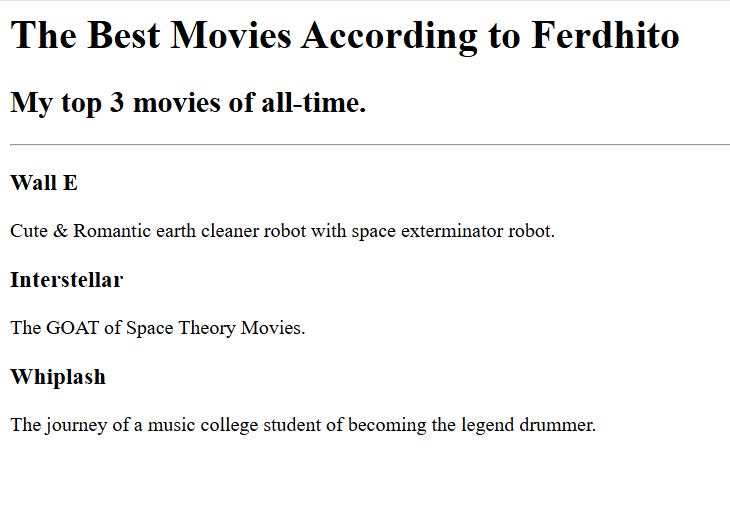 The Best Movies According to Ferdhito
My top 3 movies of all-time.
Wall E
Cute & Romantic earth cleaner robot with space exterminator robot.
Interstellar
The GOAT of Space Theory Movies.
Whiplash
The journey of a music college student of becoming the legend drummer.